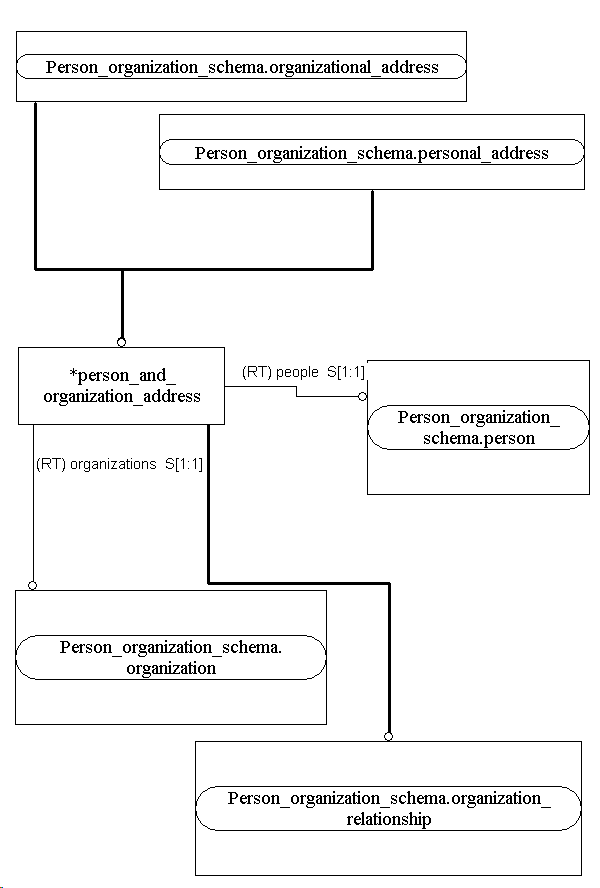 Person_organization_schema.organizational_address
Person_organization_schema.personal_address
*person_and_
organization_address
(RT) people S[1:1]
Person_organization_
schema.person
(RT) organizations S[1:1]
Person_organization_schema.
organization
Person_organization_schema.organization_
relationship